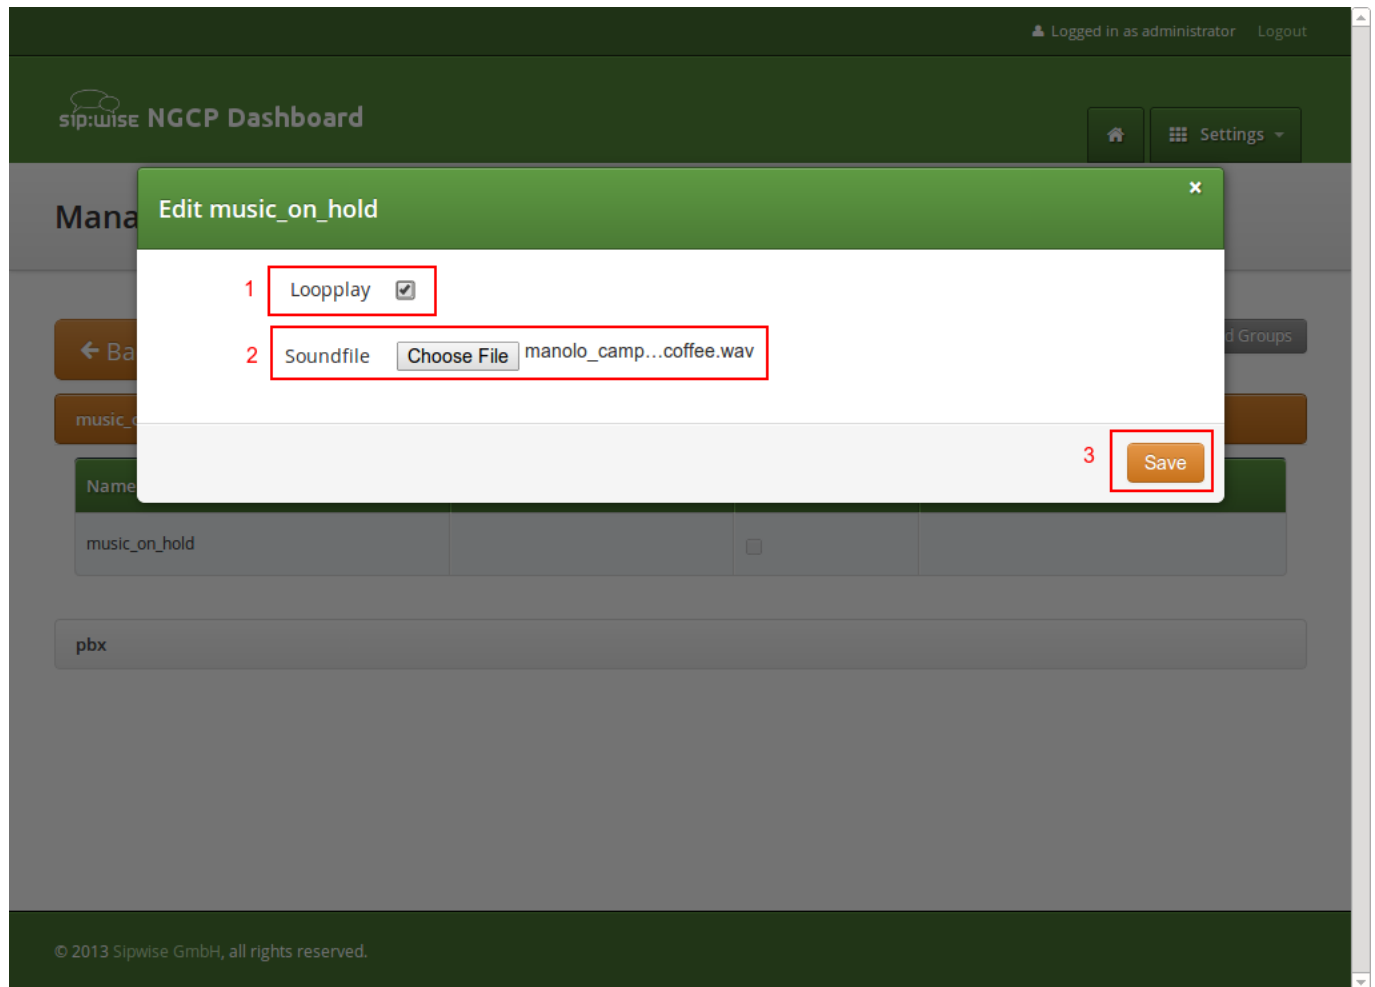 Logged in as administrator Logout
sip:wise NGCP Dashboard
Settings
Mana
Edit music_on_hold
×
1 Loopplay
d Groups
Ba
2 Soundfile Choose File manolo_camp...coffee.wav
music_o
3 Save
Name
music_on_hold
pbx
© 2013 Sipwise GmbH, all rights reserved.